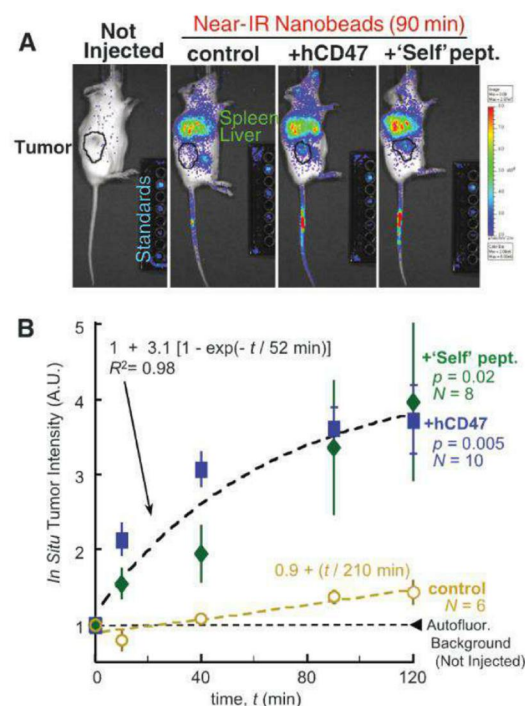 A
Not
Injected
Near-IR Nanobeads (90 min)
control
+hCD47
+‘Self’ pept.
Spleen
Liver
Tumor
Standards
B
In Situ Tumor Intensity (A.U.)
5
4
3
2
1
1 + 3.1 [1 - exp(- t / 52 min)]
R²= 0.98
+‘Self’ pept.
p = 0.02
N = 8
+hCD47
p = 0.005
N = 10
0.9 + (t / 210 min)
control
N = 6
Autofluor.
Background
(Not Injected)
0
40
80
120
time, t (min)